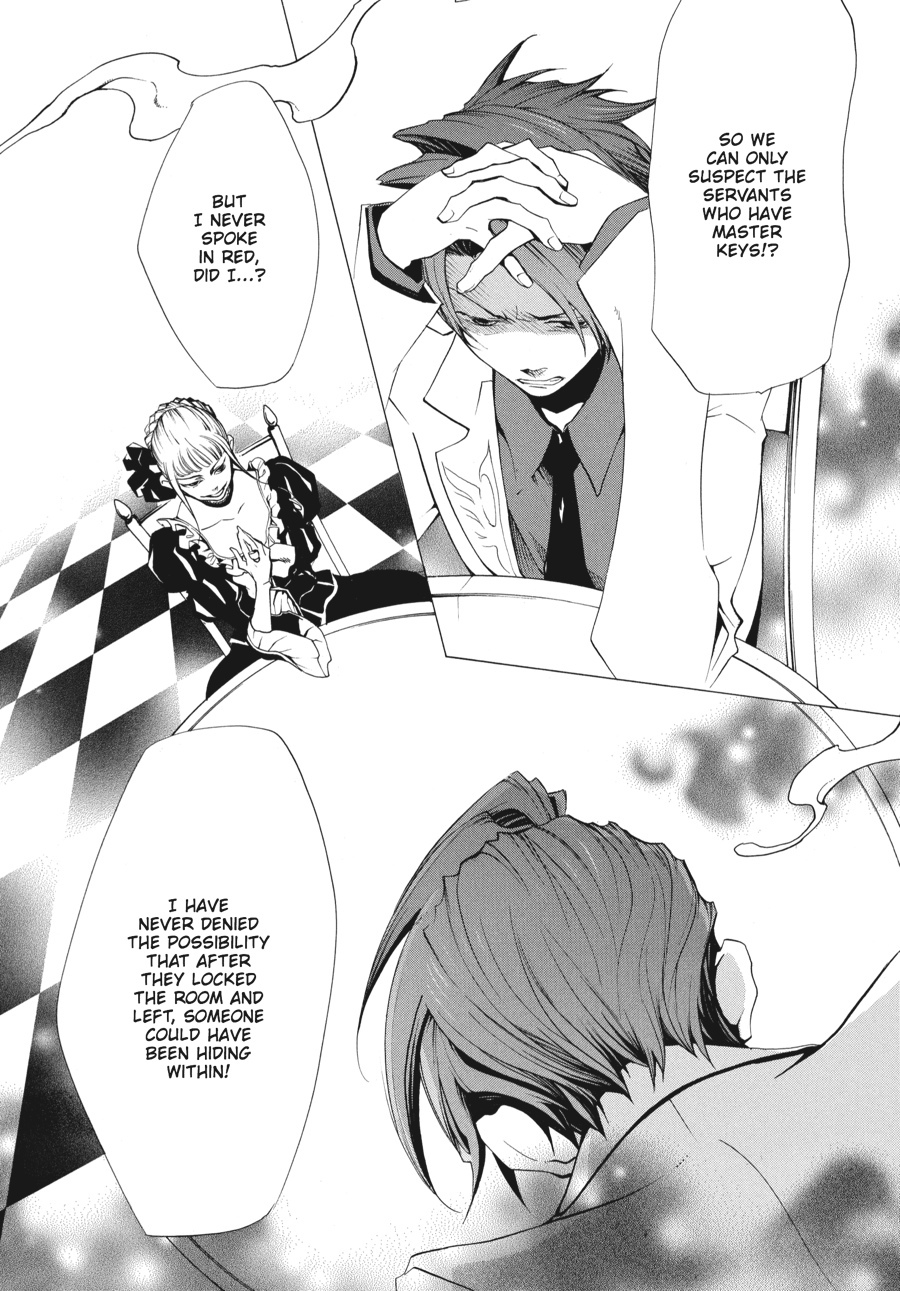 SO WE
CAN ONLY
SUSPECT THE
SERVANTS
WHO HAVE
MASTER
KEYS!?
BUT
I NEVER
SPOKE
IN RED,
DID I...?
I HAVE
NEVER DENIED
THE POSSIBILITY
THAT AFTER
THEY LOCKED
THE ROOM AND
LEFT, SOMEONE
COULD HAVE
BEEN HIDING
WITHIN!